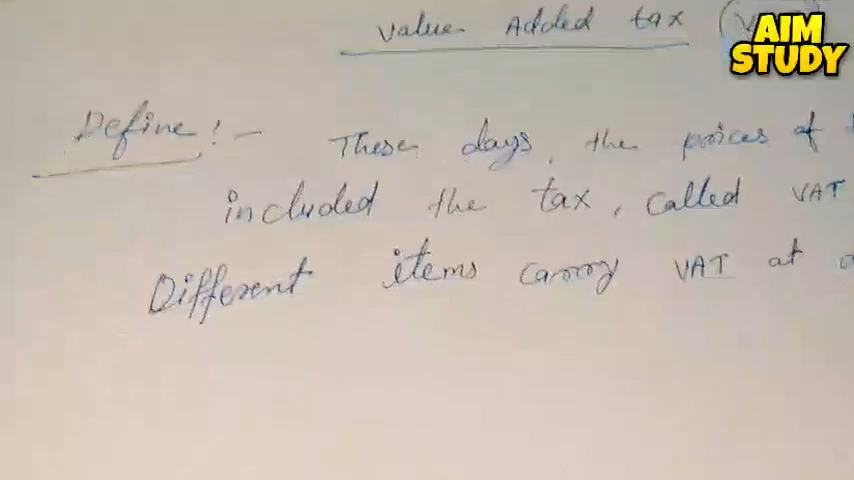 Value Added tax
AIM
STUDY
Define:- These days, the prices of
included the tax, called VAT
Different items carry VAT at